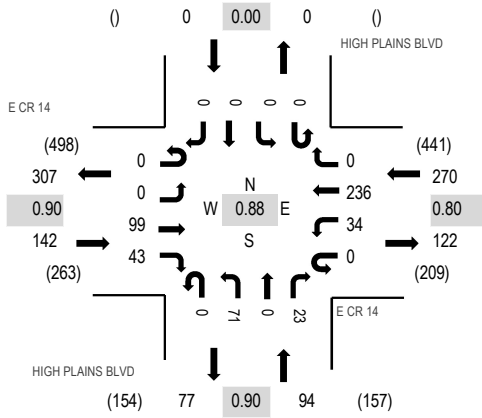 () 0 0.00 0 ()
HIGH PLAINS BLVD
E CR 14
0 0 0 0
(498) (441)
307 0 0 270
0 N 236
0.90 W 0.88 E 0.80
99 S 34
142 43 0 122
(263) (209)
0 71 0 23
E CR 14
HIGH PLAINS BLVD
(154) 77 0.90 94 (157)